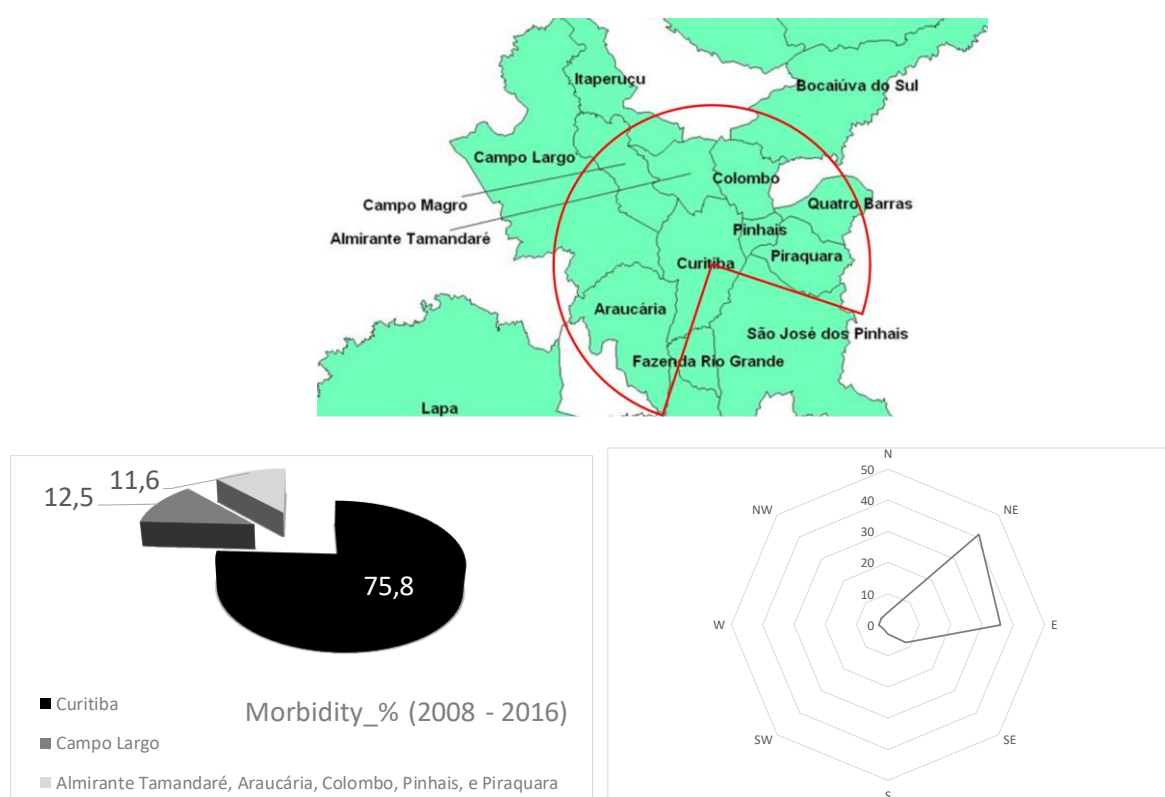 Itaperuçu
Bocaiúva do Sul
Campo Largo
Colombo
Campo Magro
Quatro Barras
Almirante Tamandaré
Pinhais
Piraquara
Curitiba
Araucária
São José dos Pinhais
Fazenda Rio Grande
Lapa
11,6
12,5
75,8
Curitiba
Morbidity_% (2008 - 2016)
Campo Largo
Almirante Tamandaré, Araucária, Colombo, Pinhais, e Piraquara
N
50
NW
40
NE
30
20
10
W
0
E
SW
SE
S